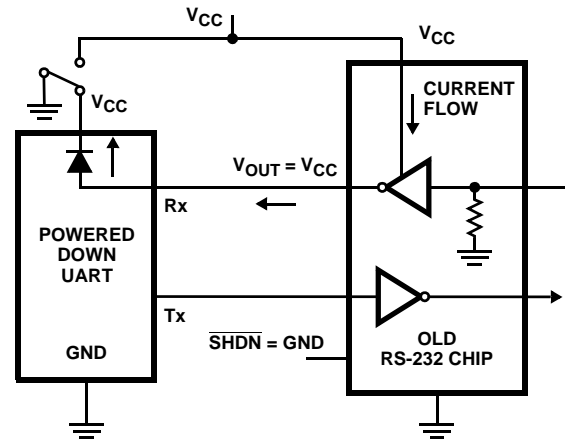 VCC
VCC
VCC
CURRENT
FLOW
VOUT = VCC
Rx
POWERED
DOWN
UART
Tx
GND
SHDN = GND
OLD
RS-232 CHIP